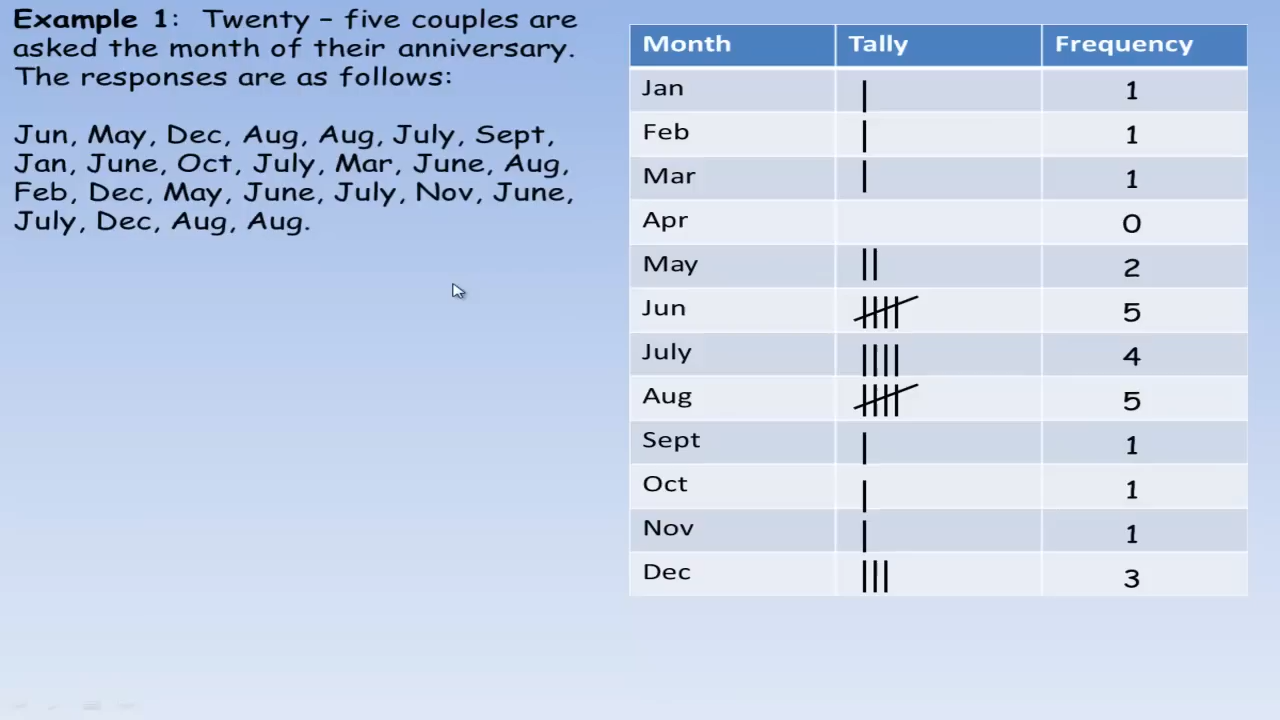 Example 1: Twenty – five couples are
asked the month of their anniversary.
The responses are as follows:
Jun, May, Dec, Aug, Aug, July, Sept,
Jan, June, Oct, July, Mar, June, Aug,
Feb, Dec, May, June, July, Nov, June,
July, Dec, Aug, Aug.
Month Tally Frequency
Jan 1
Feb 1
Mar 1
Apr 0
May 2
Jun 5
July 4
Aug 5
Sept 1
Oct 1
Nov 1
Dec 3